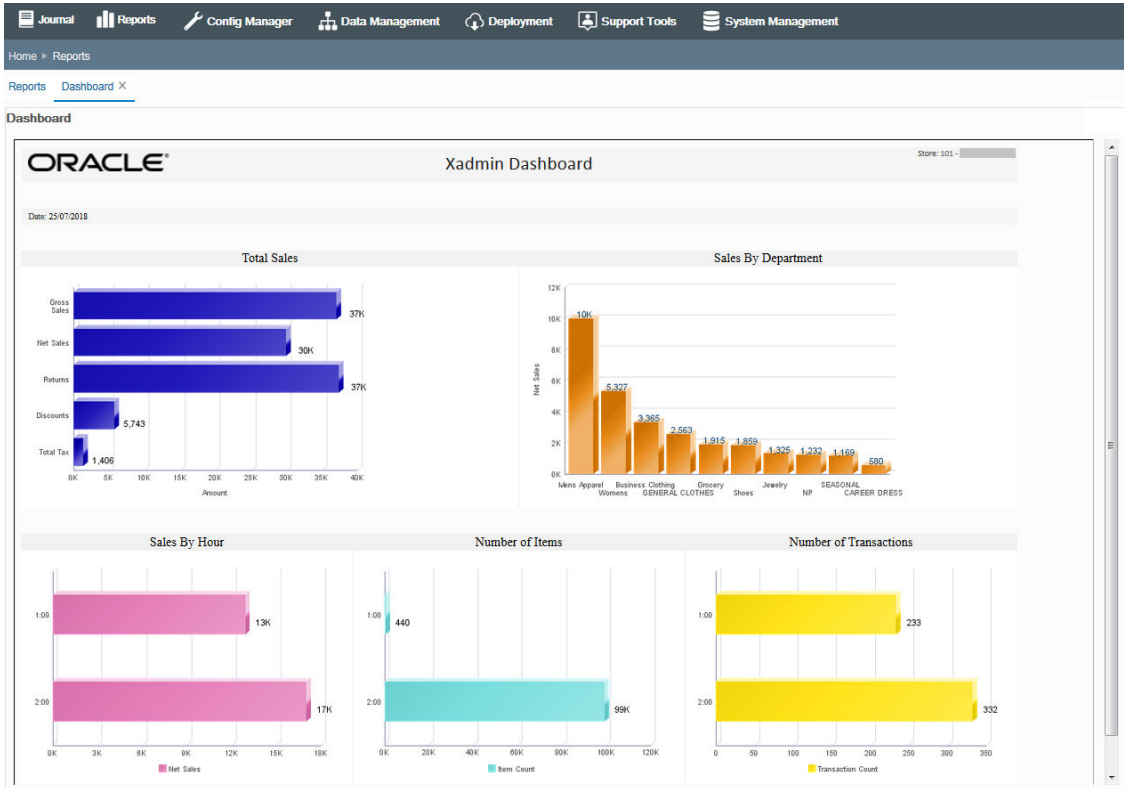 Journal Reports Config Manager Data Management Deployment Support Tools System Management
Home Reports
Reports Dashboard ×
Dashboard
ORACLE
Xadmin Dashboard
Store: 101 -
Date: 25/07/2018
Total Sales
Gross
Sales
37K
Net Sales
30K
Returns
37K
Discounts
5,743
Total Tax
1,406
0K 5K 10K 15K 20K 25K 30K 35K 40K
Amount
Sales By Department
Net Sales
12K
10K
8K
6K
4K
2K
0K
10K 5,327 3,365 2,563 1,915 1,859 1,325 1,232 1,169 580
Mens Apparel Business Clothing Grocery Jewelry SEASONAL
Womens GENERAL CLOTHES Shoes NP CAREER DRESS
Sales By Hour
1:00
13K
2:00
17K
0K 3K 6K 9K 12K 15K 18K
Net Sales
Number of Items
1:00
440
2:00
99K
0K 20K 40K 60K 80K 100K 120K
Item Count
Number of Transactions
1:00
233
2:00
332
0 50 100 150 200 250 300 350
Transaction Count